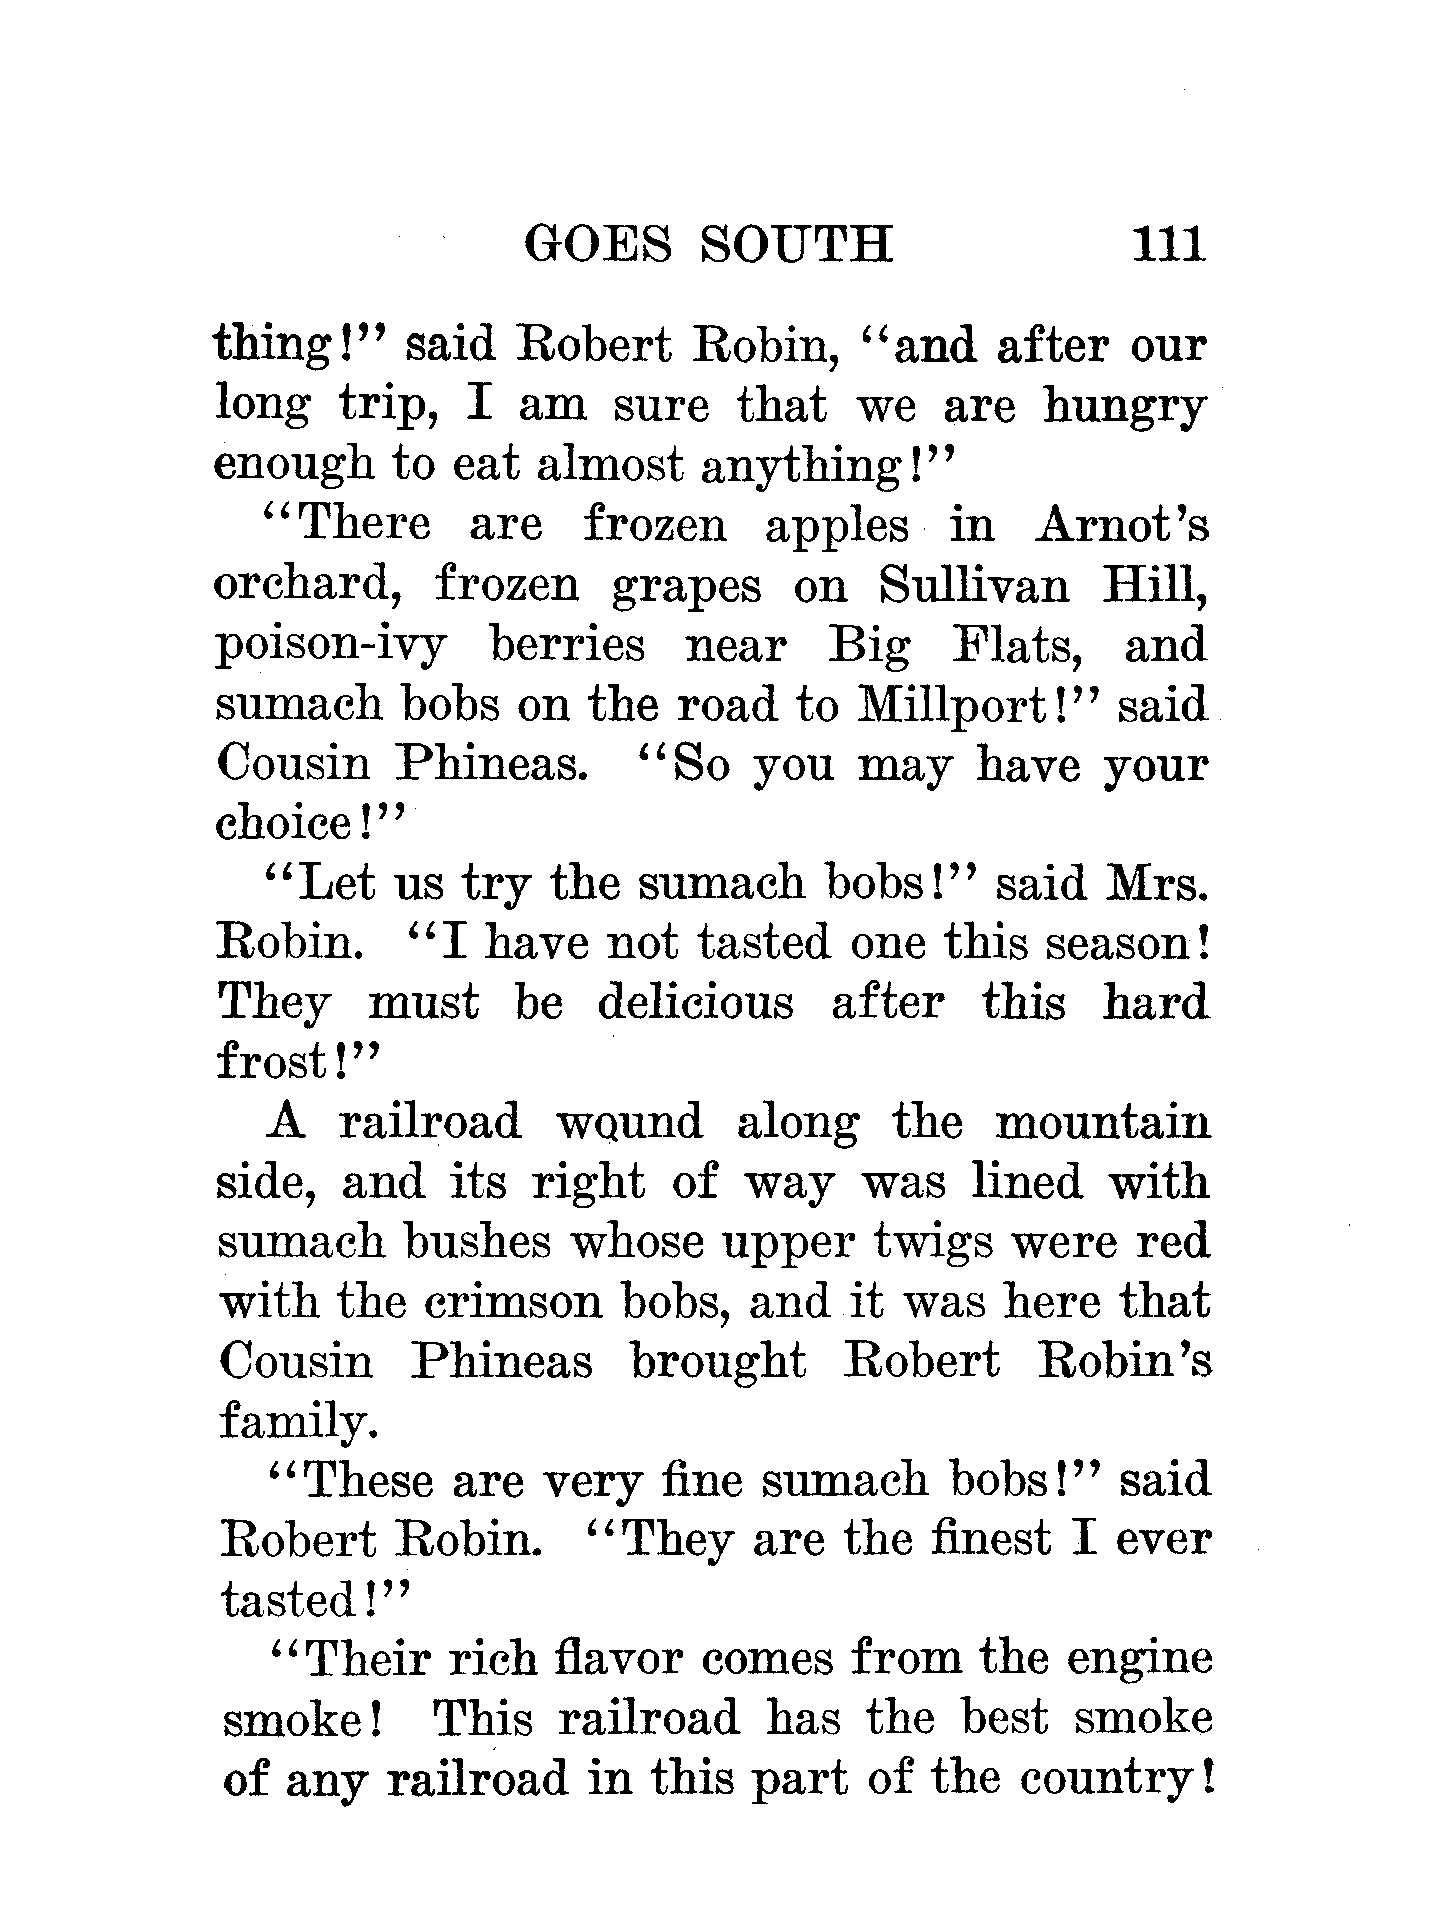 GOES SOUTH 111
thing!" said Robert Robin, "and after our
long trip, I am sure that we are hungry
enough to eat almost anything!"
"There are frozen apples in Arnot's
orchard, frozen grapes on Sullivan Hill,
poison-ivy berries near Big Flats, and
sumach bobs on the road to Millport!" said
Cousin Phineas. "So you may have your
choice!"
"Let us try the sumach bobs!" said Mrs.
Robin. "I have not tasted one this season!
They must be delicious after this hard
frost!"
A railroad wound along the mountain
side, and its right of way was lined with
sumach bushes whose upper twigs were red
with the crimson bobs, and it was here that
Cousin Phineas brought Robert Robin's
family.
"These are very fine sumach bobs!" said
Robert Robin. "They are the finest I ever
tasted!"
"Their rich flavor comes from the engine
smoke! This railroad has the best smoke
of any railroad in this part of the country!